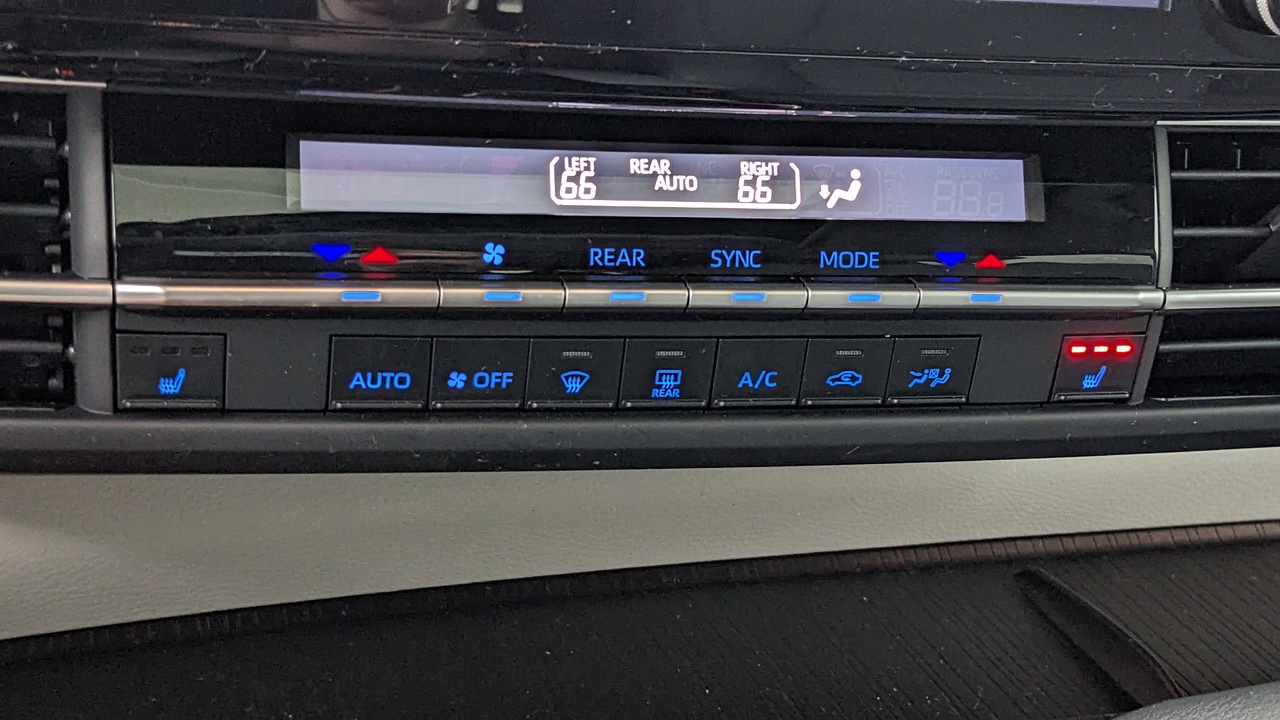 LEFT REAR RIGHT
66 AUTO 66
REAR SYNC MODE
AUTO OFF REAR A/C